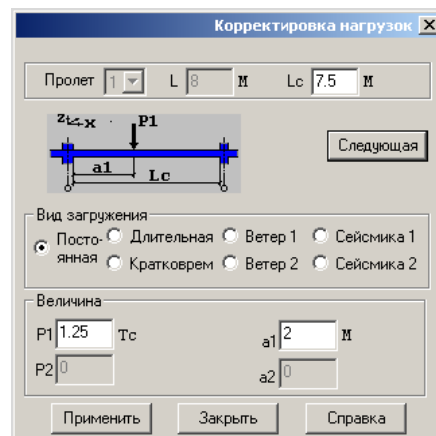 Корректировка нагрузок
Пролет 1 L 8 м Lc 7.5 м
z x P1
a1 Lc
Следующая
Вид загружения
Посто-янная Длительная Ветер 1 Сейсмика 1
Кратковрем Ветер 2 Сейсмика 2
Величина
P1 1.25 Тс a1 2 м
P2 0 a2 0
Применить Закрыть Справка